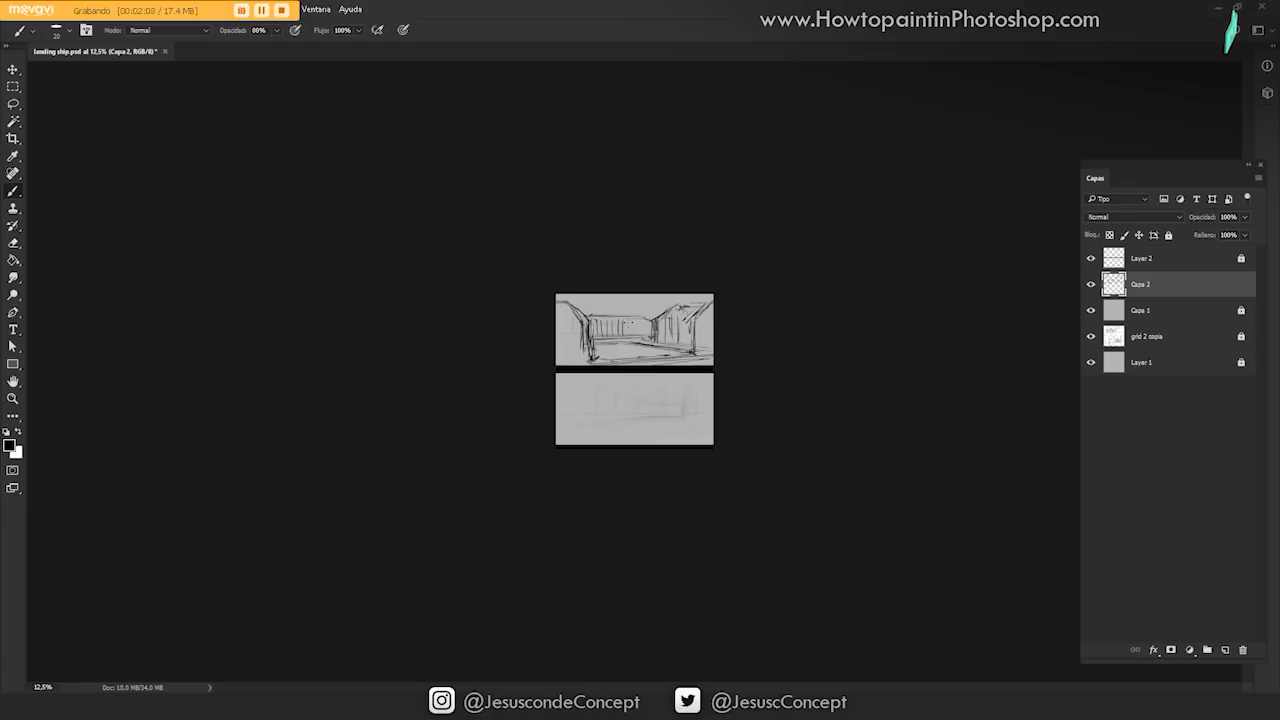 movavi Grabando [00:02:08 / 17.4 MB] Ventana Ayuda
www.HowtopaintinPhotoshop.com
20 Modo: Normal Opacidad: 80% Flujo: 100%
landing ship.psd al 12,5% (Capa 2, RGB/8) *
Capas
Tipo
Normal Opacidad: 100%
Bloq.: Relleno: 100%
Layer 2
Capa 2
Capa 1
grid 2 copia
Layer 1
fx
12,5% Doc: 18.0 MB/34.0 MB
@JesuscondeConcept @JesuscConcept